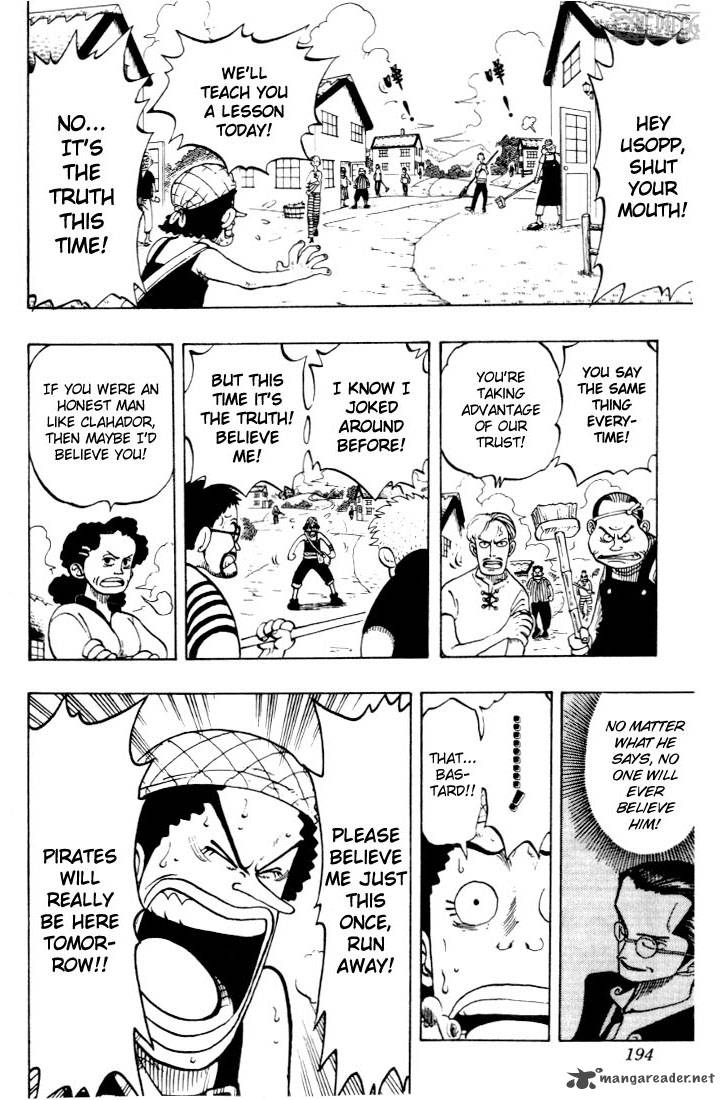 HEY
USOPP,
SHUT
YOUR
MOUTH!
WE'LL
TEACH YOU
A LESSON
TODAY!
NO...
IT'S
THE
TRUTH
THIS
TIME!
YOU SAY
THE SAME
THING
EVERY-
TIME!
YOU'RE
TAKING
ADVANTAGE
OF OUR
TRUST!
I KNOW I
JOKED
AROUND
BEFORE!
BUT THIS
TIME IT'S
THE TRUTH!
BELIEVE
ME!
IF YOU WERE AN
HONEST MAN
LIKE CLAHADOR,
THEN MAYBE I'D
BELIEVE YOU!
NO MATTER
WHAT HE
SAYS, NO
ONE WILL
EVER
BELIEVE
HIM!
THAT...
BAS-
TARD!!
PLEASE
BELIEVE
ME JUST
THIS
ONCE,
RUN
AWAY!
PIRATES
WILL
REALLY
BE HERE
TOMOR-
ROW!!
194
mangareader.net